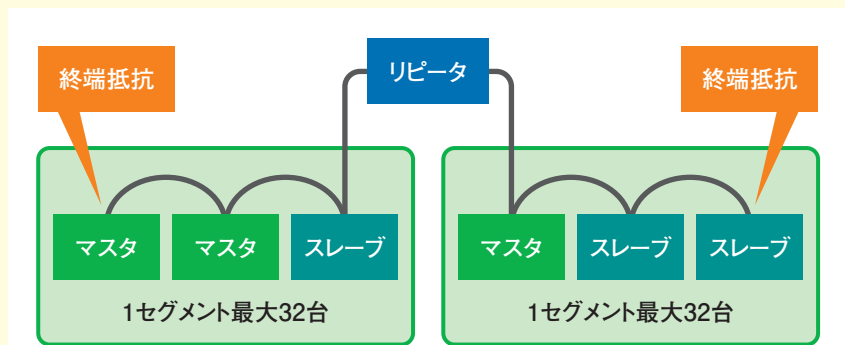 終端抵抗
リピータ
終端抵抗
マスタ
マスタ
スレーブ
マスタ
スレーブ
スレーブ
1セグメント最大32台
1セグメント最大32台